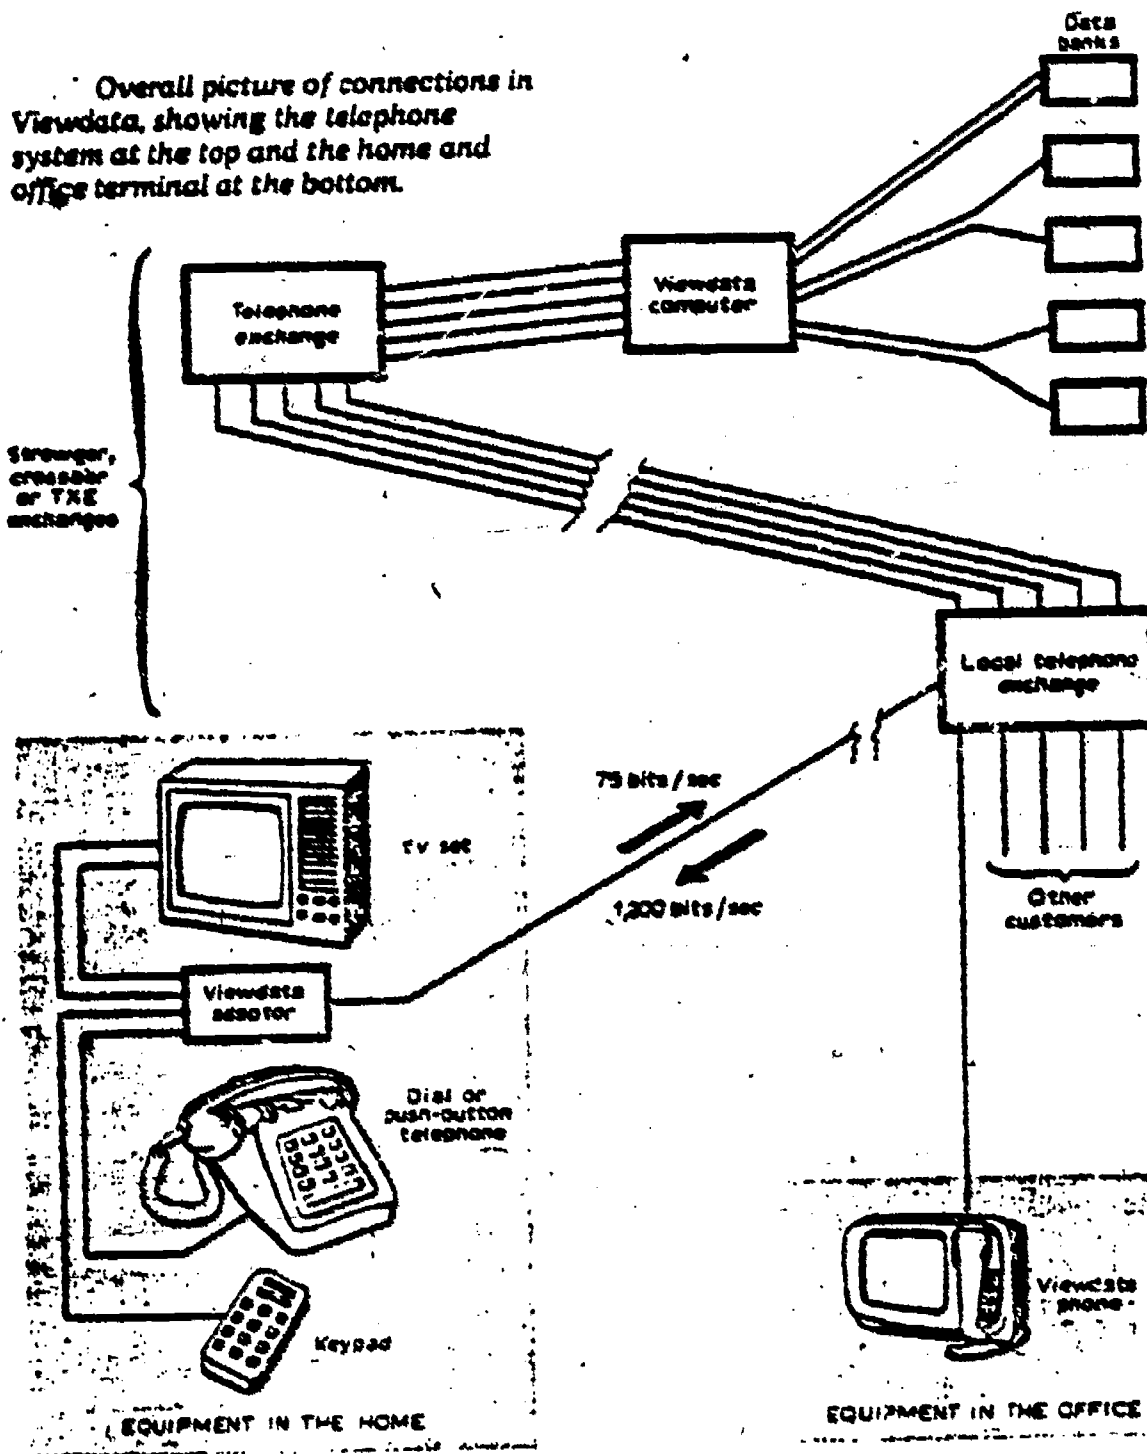 Overall picture of connections in
Viewdata, showing the telephone
system at the top and the home and
office terminal at the bottom.
Data
banks
Telephone
exchange
Viewdata
computer
Strowger,
crossbar
or TXE
exchanges
Local telephone
exchange
75 bits/sec
1,200 bits/sec
Other
customers
TV set
Viewdata
adaptor
Dial or
push-button
telephone
Keypad
EQUIPMENT IN THE HOME
Viewdata
phone
EQUIPMENT IN THE OFFICE